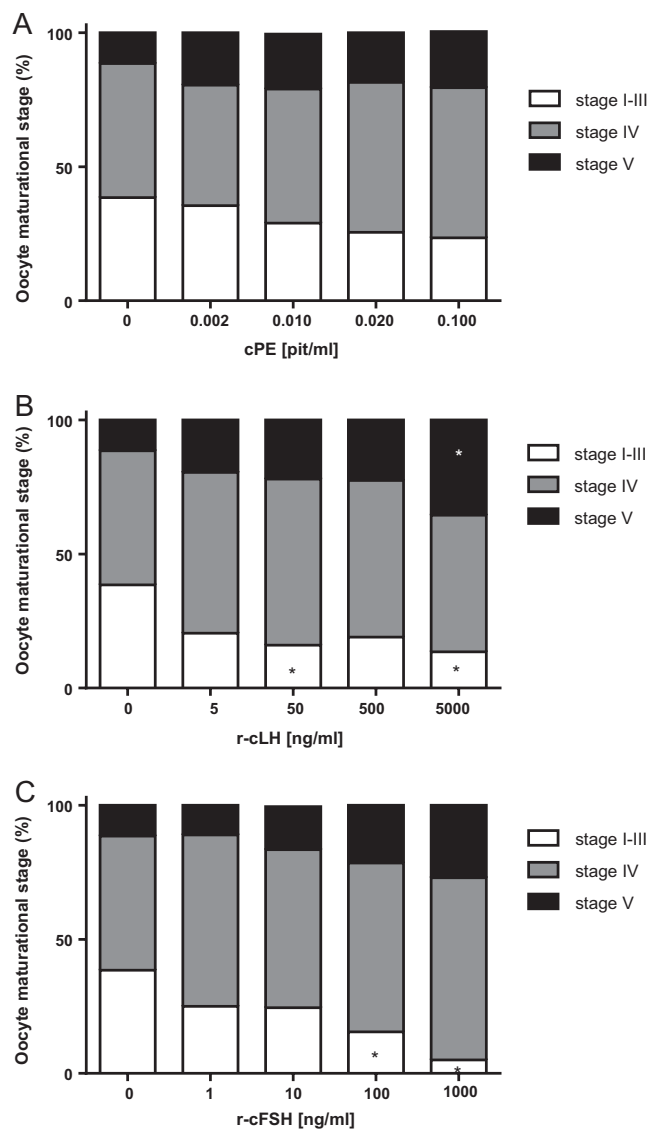 A
Oocyte maturational stage (%)
100
50
0
0 0.002 0.010 0.020 0.100
cPE [pit/ml]
stage I-III
stage IV
stage V
B
Oocyte maturational stage (%)
100
50
0
*
* *
0 5 50 500 5000
r-cLH [ng/ml]
stage I-III
stage IV
stage V
C
Oocyte maturational stage (%)
100
50
0
* *
0 1 10 100 1000
r-cFSH [ng/ml]
stage I-III
stage IV
stage V